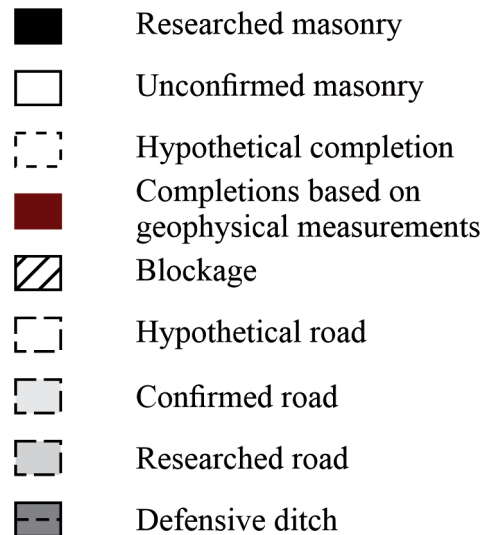 Researched masonry
Unconfirmed masonry
Hypothetical completion
Completions based on
geophysical measurements
Blockage
Hypothetical road
Confirmed road
Researched road
Defensive ditch